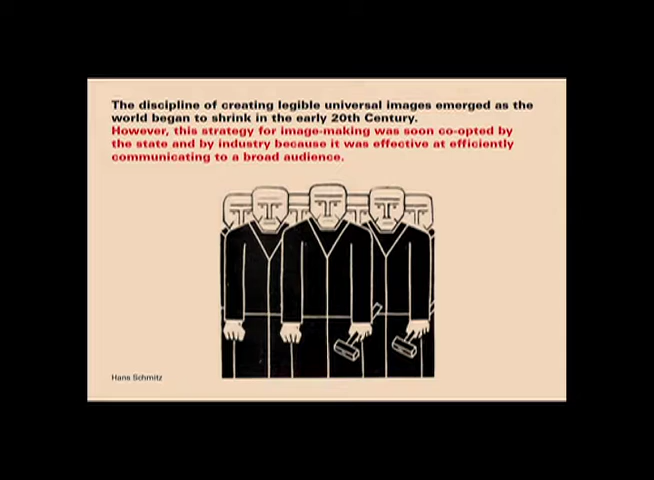 The discipline of creating legible universal images emerged as the
world began to shrink in the early 20th Century.
However, this strategy for image-making was soon co-opted by
the state and by industry because it was effective at efficiently
communicating to a broad audience.
Hans Schmitz